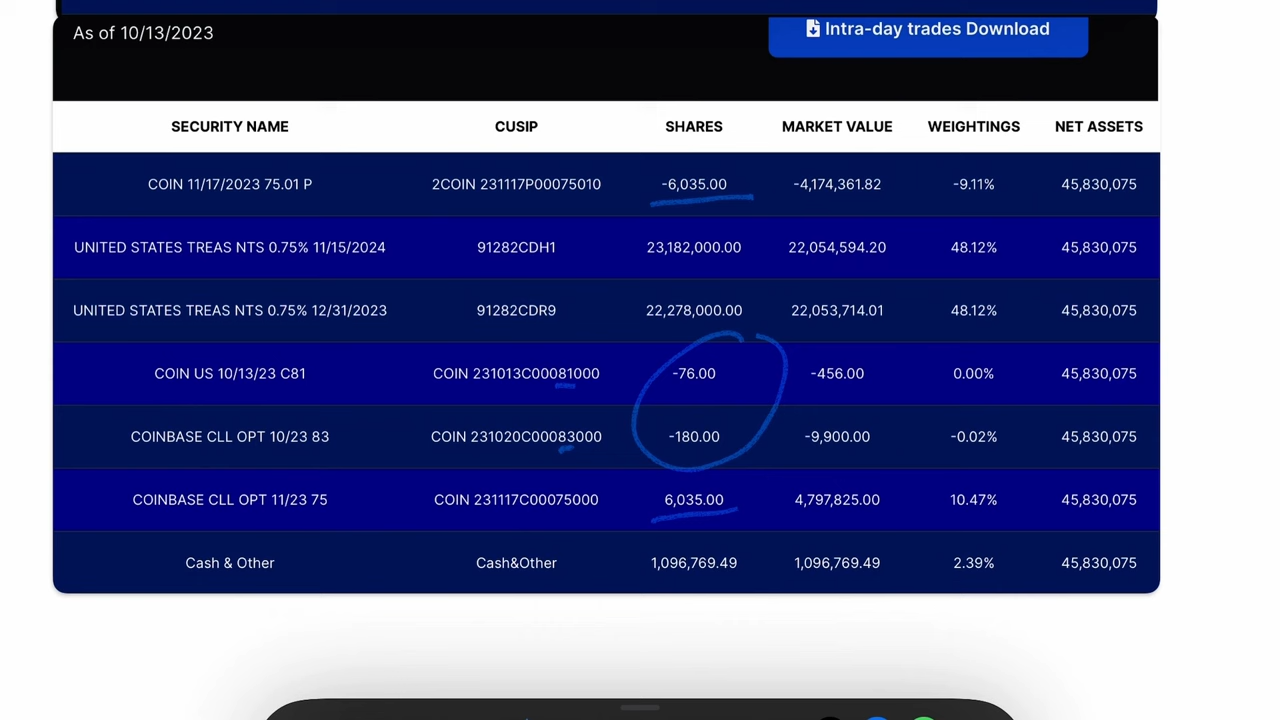 As of 10/13/2023
Intra-day trades Download
SECURITY NAME CUSIP SHARES MARKET VALUE WEIGHTINGS NET ASSETS
COIN 11/17/2023 75.01 P 2COIN 231117P00075010 -6,035.00 -4,174,361.82 -9.11% 45,830,075
UNITED STATES TREAS NTS 0.75% 11/15/2024 91282CDH1 23,182,000.00 22,054,594.20 48.12% 45,830,075
UNITED STATES TREAS NTS 0.75% 12/31/2023 91282CDR9 22,278,000.00 22,053,714.01 48.12% 45,830,075
COIN US 10/13/23 C81 COIN 231013C00081000 -76.00 -456.00 0.00% 45,830,075
COINBASE CLL OPT 10/23 83 COIN 231020C00083000 -180.00 -9,900.00 -0.02% 45,830,075
COINBASE CLL OPT 11/23 75 COIN 231117C00075000 6,035.00 4,797,825.00 10.47% 45,830,075
Cash & Other Cash&Other 1,096,769.49 1,096,769.49 2.39% 45,830,075